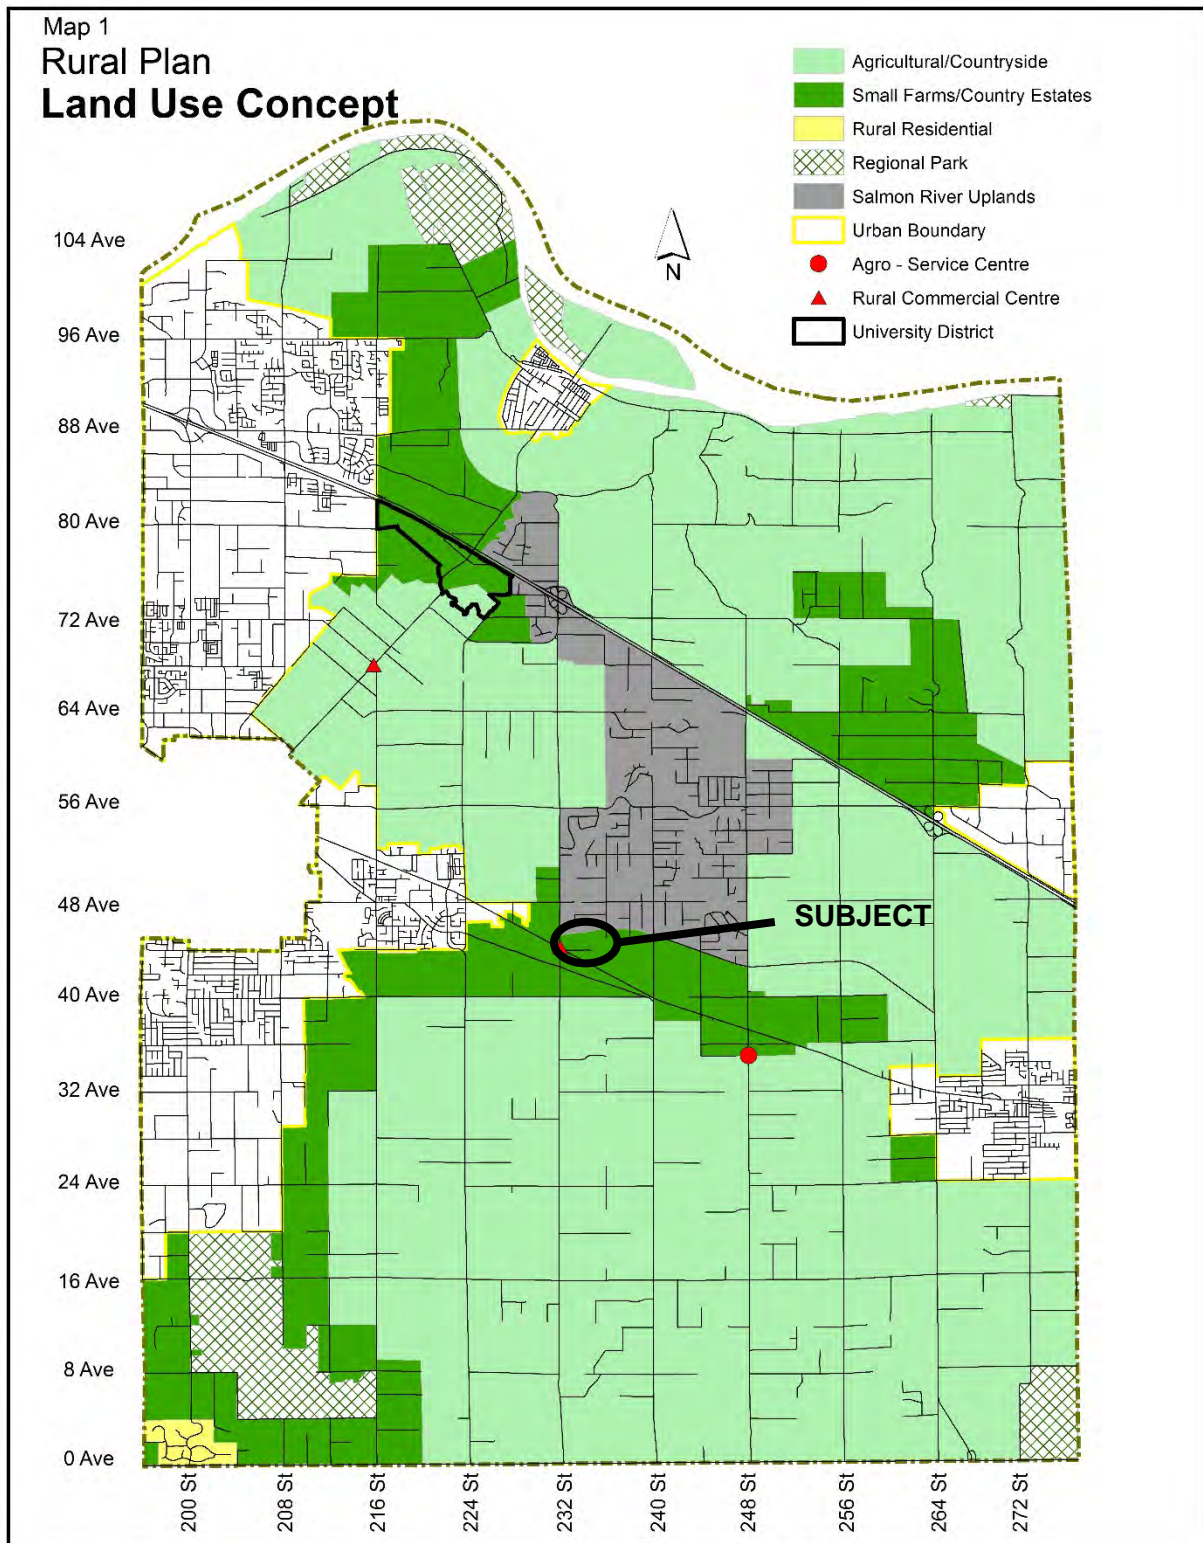 Map 1
Rural Plan
Land Use Concept
Agricultural/Countryside
Small Farms/Country Estates
Rural Residential
Regional Park
Salmon River Uplands
Urban Boundary
Agro - Service Centre
Rural Commercial Centre
University District
N
104 Ave
96 Ave
88 Ave
80 Ave
72 Ave
64 Ave
56 Ave
48 Ave
SUBJECT
40 Ave
32 Ave
24 Ave
16 Ave
8 Ave
0 Ave
200 St
208 St
216 St
224 St
232 St
240 St
248 St
256 St
264 St
272 St